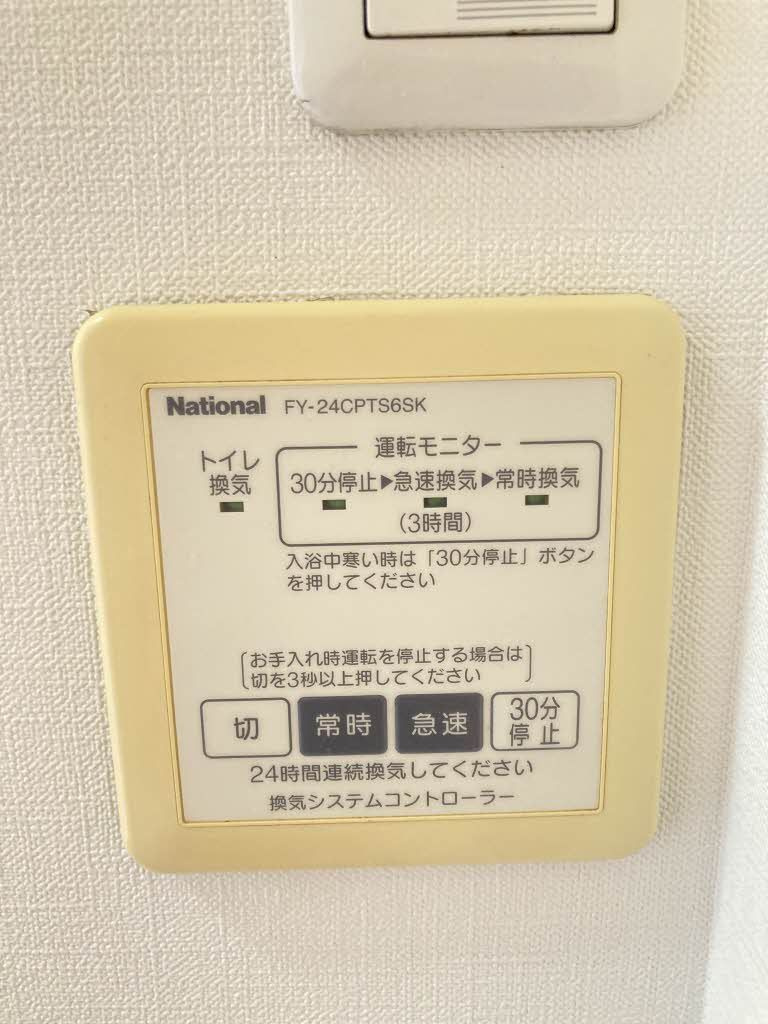 National FY-24CPTS6SK
運転モニター
トイレ
換気
30分停止▶急速換気▶常時換気
(3時間)
入浴中寒い時は「30分停止」ボタン
を押してください
お手入れ時運転を停止する場合は
切を3秒以上押してください
切 常時 急速 30分
停止
24時間連続換気してください
換気システムコントローラー